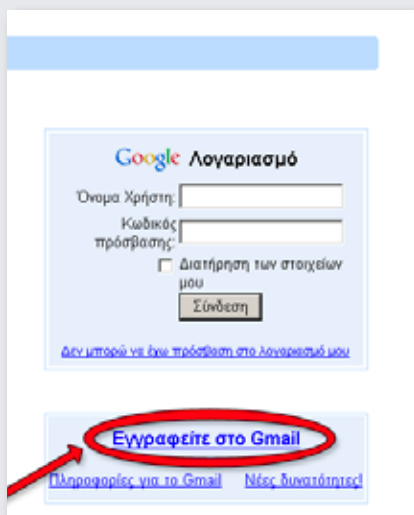 Google Λογαριασμό
Όνομα Χρήστη:
Κωδικός
πρόσβασης:
Διατήρηση των στοιχείων
μου
Σύνδεση
Δεν μπορώ να έχω πρόσβαση στο λογαριασμό μου
Εγγραφείτε στο Gmail
Πληροφορίες για το Gmail Νέες δυνατότητες!